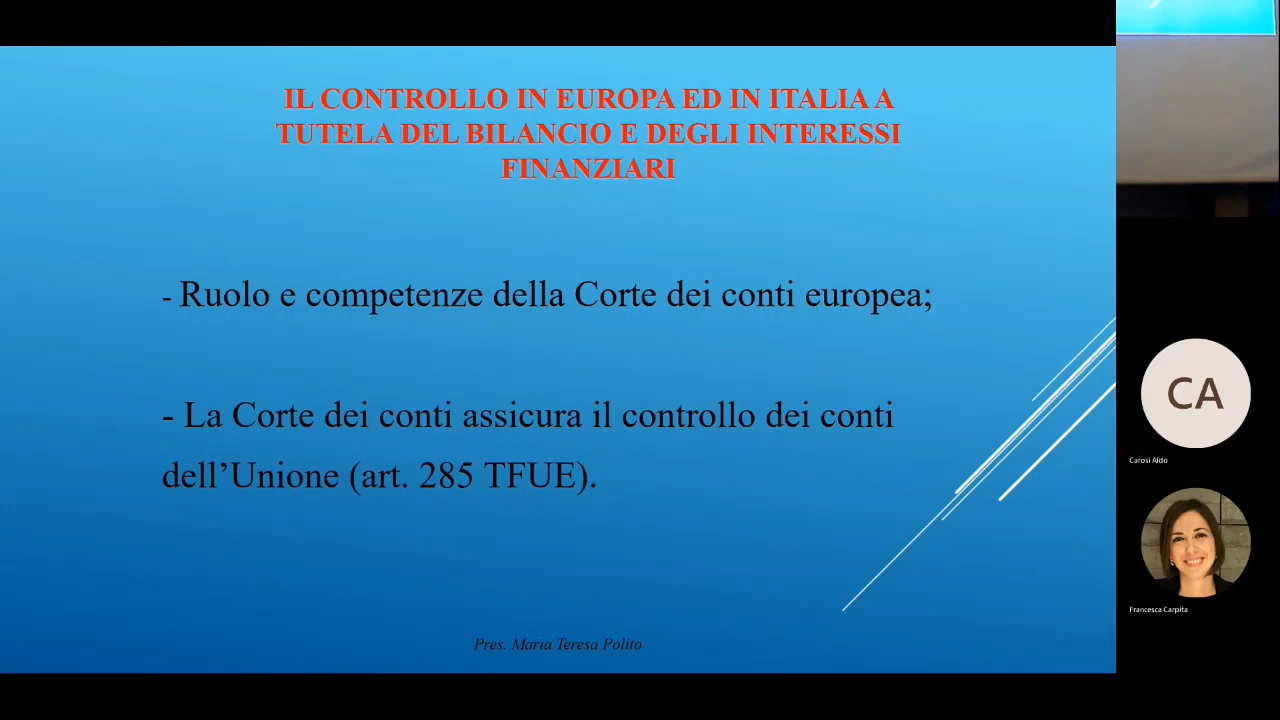 IL CONTROLLO IN EUROPA ED IN ITALIA A
TUTELA DEL BILANCIO E DEGLI INTERESSI
FINANZIARI
- Ruolo e competenze della Corte dei conti europea;
- La Corte dei conti assicura il controllo dei conti
dell’Unione (art. 285 TFUE).
Pres. Maria Teresa Polito
CA
Carosi Aldo
Francesca Carpita